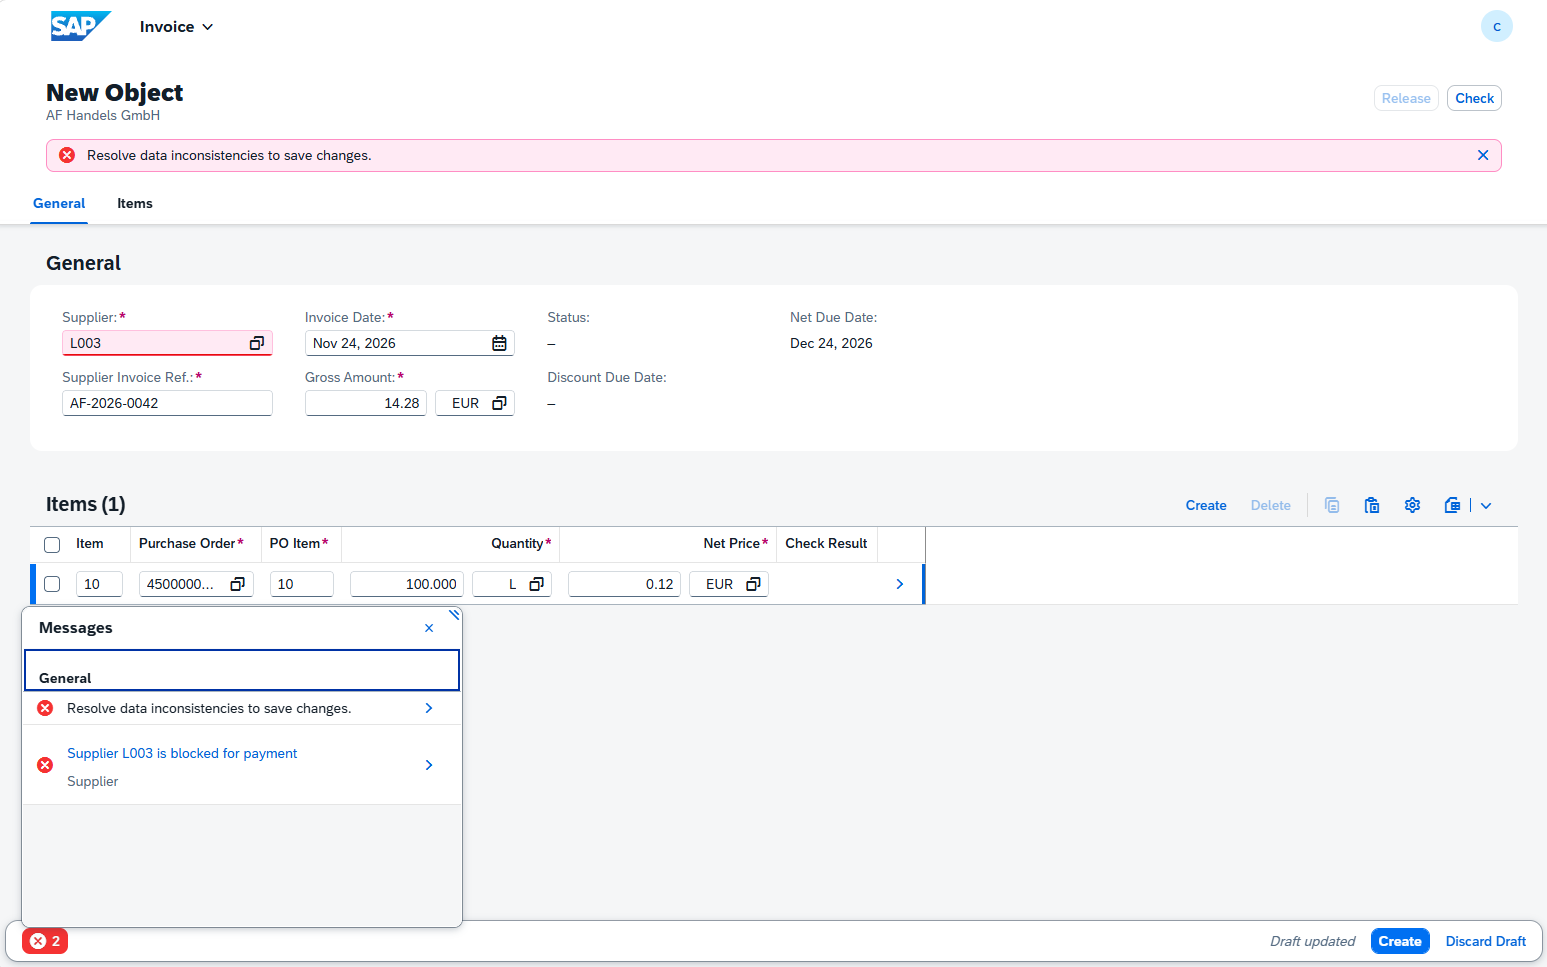 SAP Invoice
C
New Object
AF Handels GmbH
Release Check
Resolve data inconsistencies to save changes.
General Items
General
Supplier:* Invoice Date:* Status: Net Due Date:
L003 Nov 24, 2026 – Dec 24, 2026
Supplier Invoice Ref.:* Gross Amount:* Discount Due Date:
AF-2026-0042 14.28 EUR –
Items (1)
Create Delete
Item Purchase Order* PO Item* Quantity* Net Price* Check Result
10 4500000... 10 100.000 L 0.12 EUR
Messages
General
Resolve data inconsistencies to save changes.
Supplier L003 is blocked for payment
Supplier
2 Draft updated Create Discard Draft